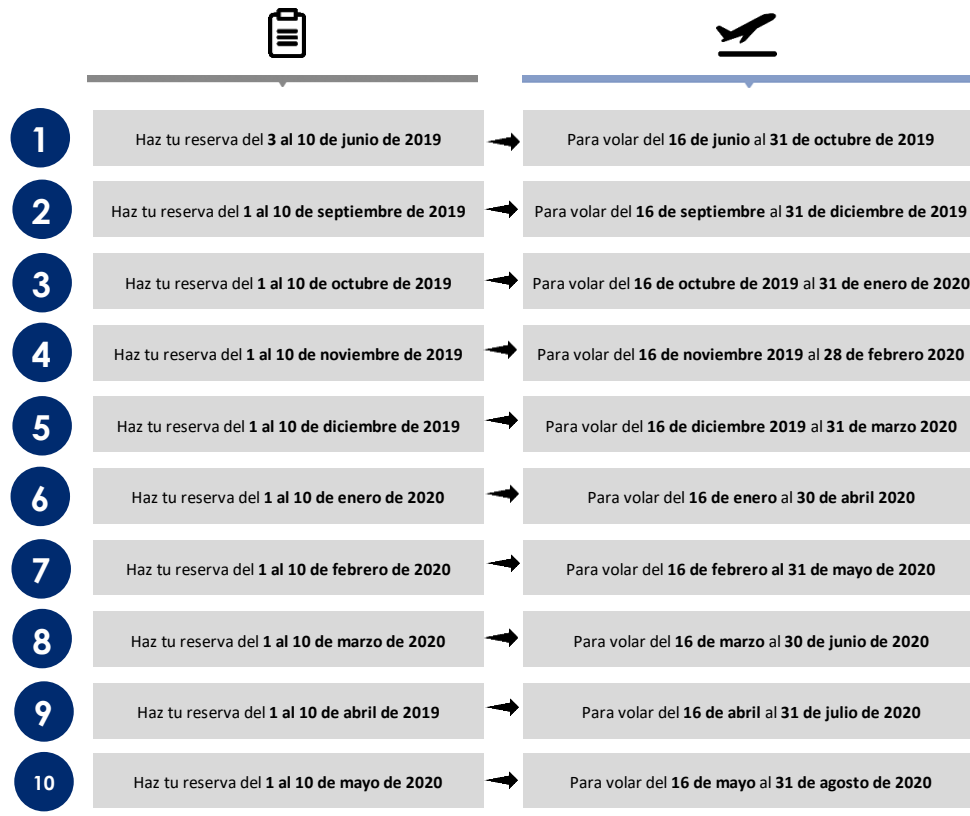 1
Haz tu reserva del 3 al 10 de junio de 2019
Para volar del 16 de junio al 31 de octubre de 2019
2
Haz tu reserva del 1 al 10 de septiembre de 2019
Para volar del 16 de septiembre al 31 de diciembre de 2019
3
Haz tu reserva del 1 al 10 de octubre de 2019
Para volar del 16 de octubre de 2019 al 31 de enero de 2020
4
Haz tu reserva del 1 al 10 de noviembre de 2019
Para volar del 16 de noviembre 2019 al 28 de febrero 2020
5
Haz tu reserva del 1 al 10 de diciembre de 2019
Para volar del 16 de diciembre 2019 al 31 de marzo 2020
6
Haz tu reserva del 1 al 10 de enero de 2020
Para volar del 16 de enero al 30 de abril 2020
7
Haz tu reserva del 1 al 10 de febrero de 2020
Para volar del 16 de febrero al 31 de mayo de 2020
8
Haz tu reserva del 1 al 10 de marzo de 2020
Para volar del 16 de marzo al 30 de junio de 2020
9
Haz tu reserva del 1 al 10 de abril de 2019
Para volar del 16 de abril al 31 de julio de 2020
10
Haz tu reserva del 1 al 10 de mayo de 2020
Para volar del 16 de mayo al 31 de agosto de 2020